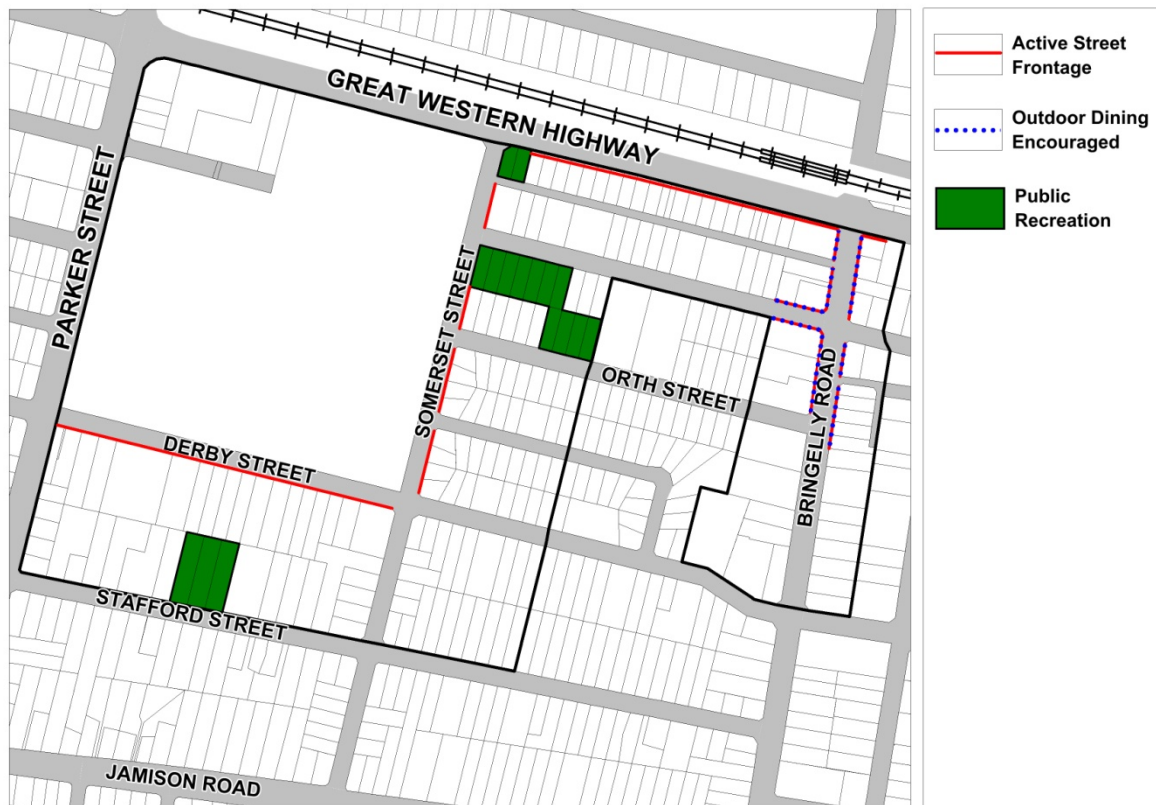 GREAT WESTERN HIGHWAY
PARKER STREET
SOMERSET STREET
ORTH STREET
BRINGELLY ROAD
DERBY STREET
STAFFORD STREET
JAMISON ROAD
Active Street
Frontage
Outdoor Dining
Encouraged
Public
Recreation